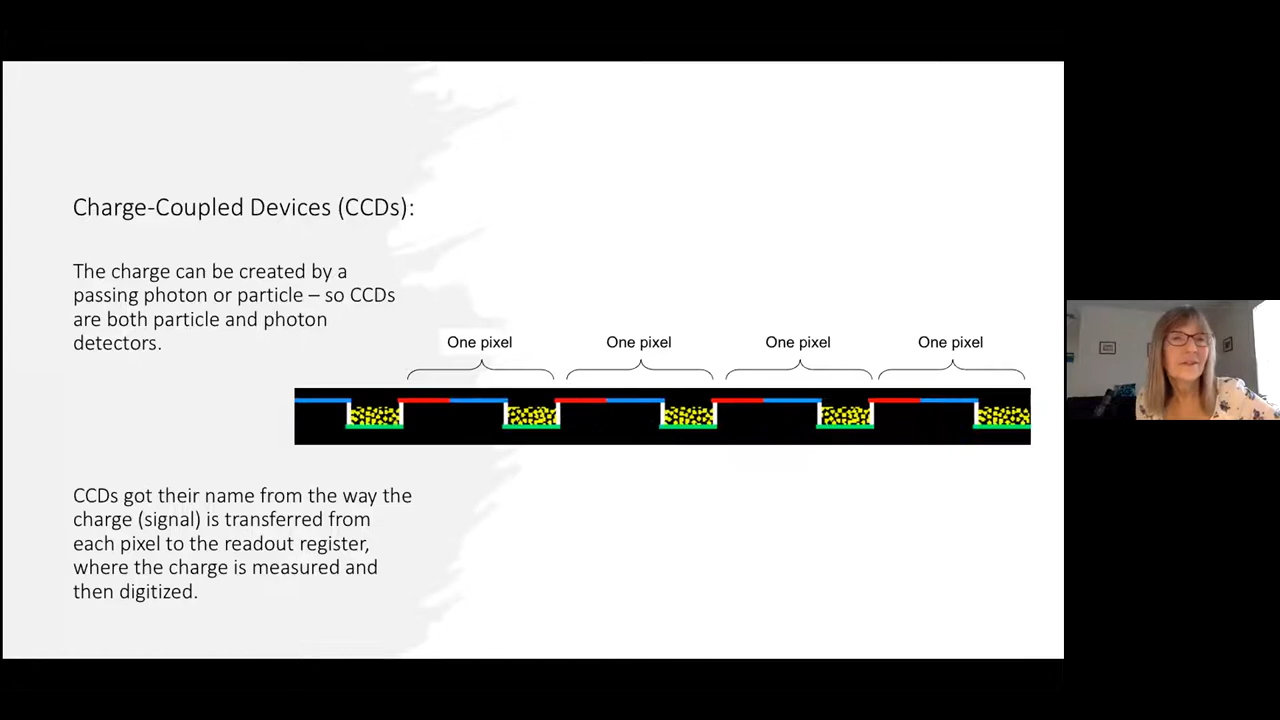 Charge-Coupled Devices (CCDs):
The charge can be created by a
passing photon or particle – so CCDs
are both particle and photon
detectors.
One pixel
One pixel
One pixel
One pixel
CCDs got their name from the way the
charge (signal) is transferred from
each pixel to the readout register,
where the charge is measured and
then digitized.